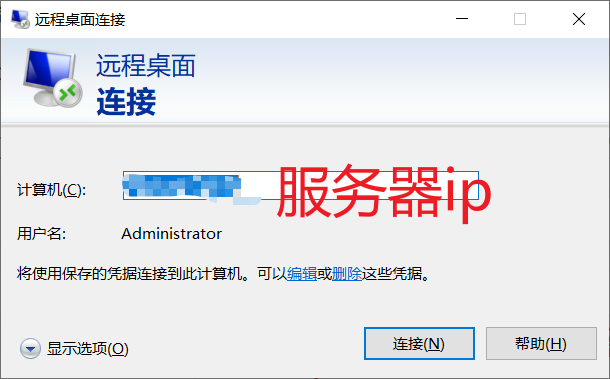 远程桌面连接
远程桌面
连接
计算机(C):
服务器ip
用户名:
Administrator
将使用保存的凭据连接到此计算机。可以编辑或删除这些凭据。
显示选项(O)
连接(N)
帮助(H)